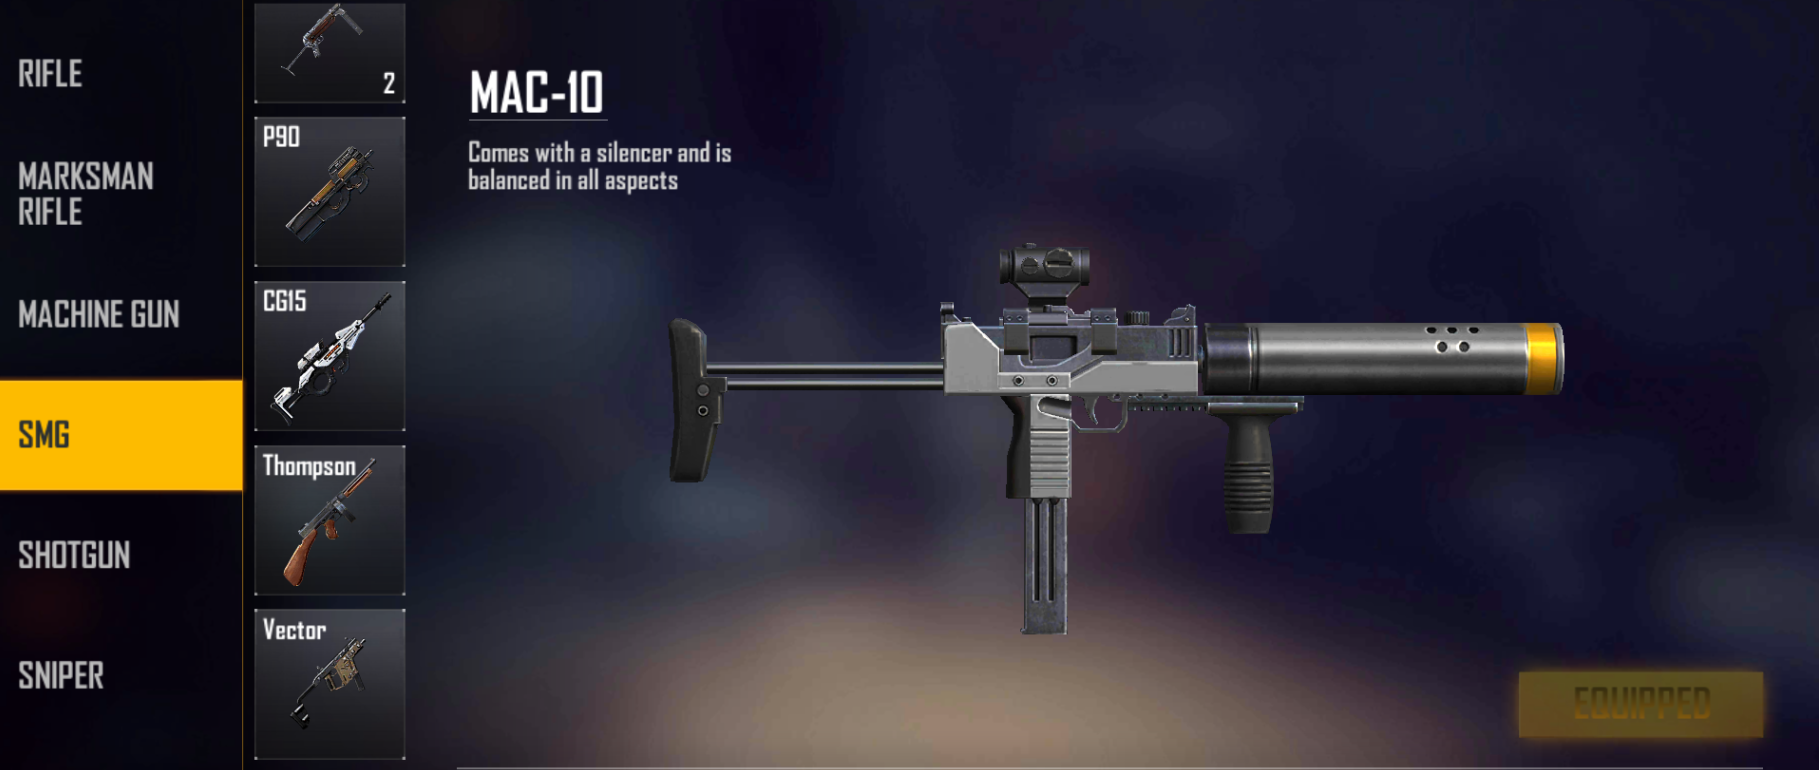 RIFLE
MARKSMAN
RIFLE
MACHINE GUN
SMG
SHOTGUN
SNIPER
2
P90
CG15
Thompson
Vector
MAC-10
Comes with a silencer and is
balanced in all aspects
EQUIPPED